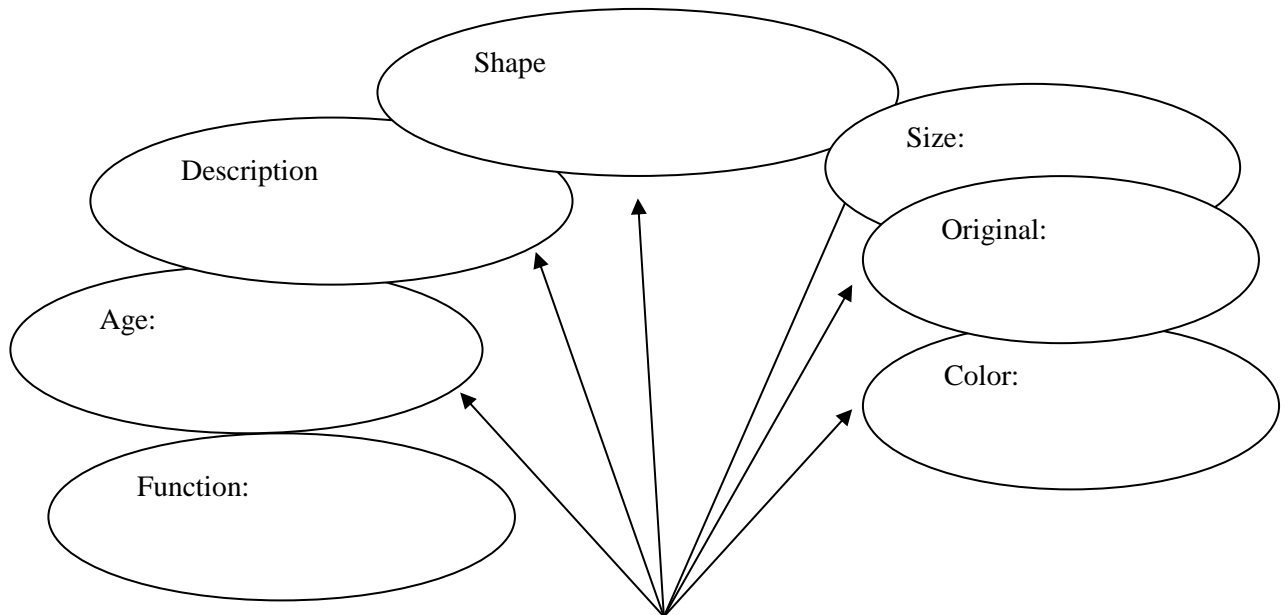 Shape
Size:
Description
Original:
Age:
Color:
Function: